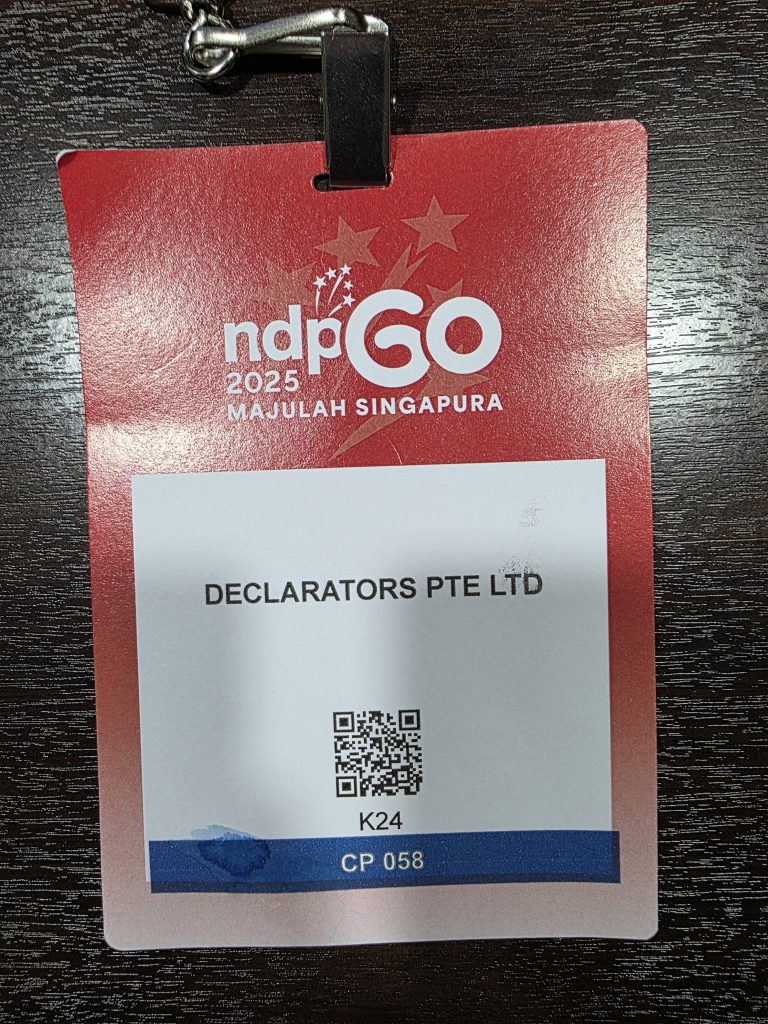 ndpGO
2025
MAJULAH SINGAPURA
DECLARATORS PTE LTD
K24
CP 058